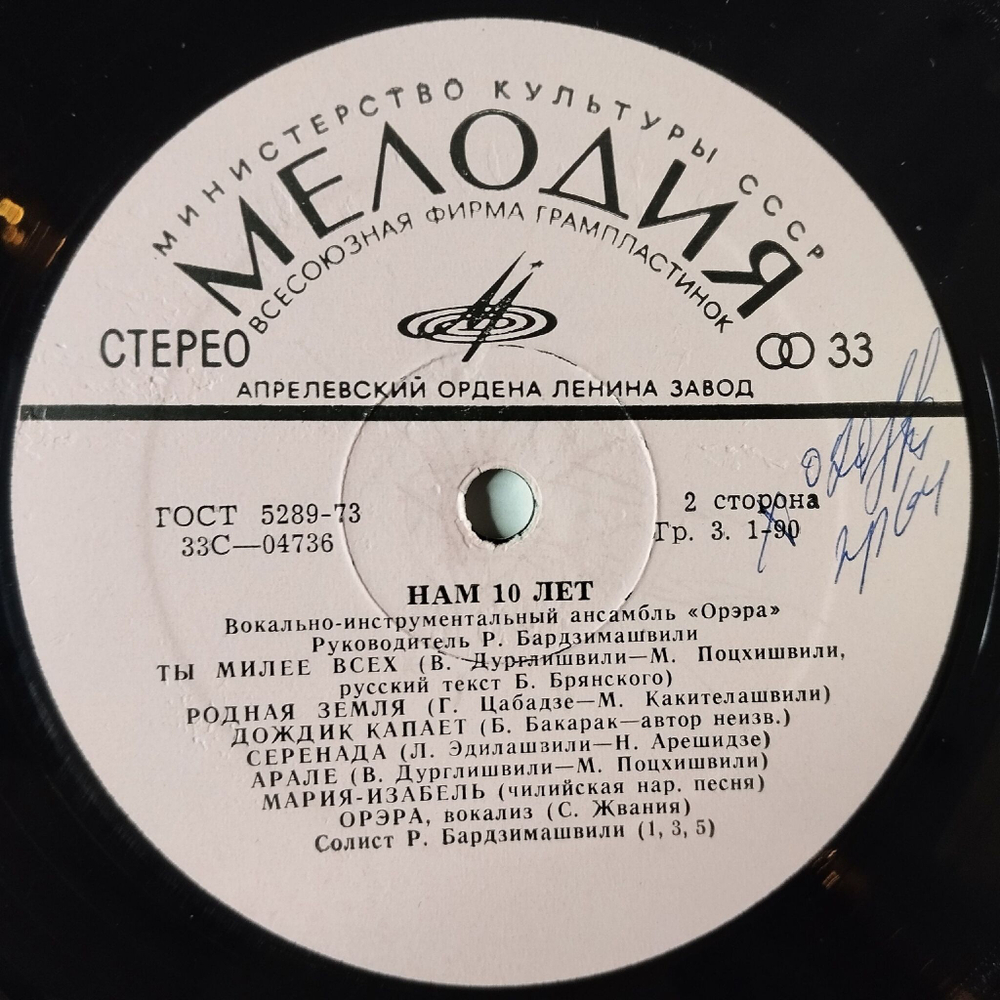 МИНИСТЕРСТВО КУЛЬТУРЫ СССР
МЕЛОДИЯ
ВСЕСОЮЗНАЯ ФИРМА ГРАМПЛАСТИНОК
СТЕРЕО
33
АПРЕЛЕВСКИЙ ОРДЕНА ЛЕНИНА ЗАВОД
ГОСТ 5289-73
33С—04736
2 сторона
Гр. 3. 1-90
НАМ 10 ЛЕТ
Вокально-инструментальный ансамбль «Орэра»
Руководитель Р. Бардзимашвили
ТЫ МИЛЕЕ ВСЕХ (В. Дурглишвили—М. Поцхишвили,
русский текст Б. Брянского)
РОДНАЯ ЗЕМЛЯ (Г. Цабадзе—М. Какителашвили)
ДОЖДИК КАПАЕТ (Б. Бакарак—автор неизв.)
СЕРЕНАДА (Л. Эдилашзили—Н. Арешидзе)
АРАЛЕ (В. Дурглишвили—М. Поцхишвили)
МАРИЯ-ИЗАБЕЛЬ (чилийская нар. песня)
ОРЭРА, вокализ (С. Жвания)
Солист Р. Бардзимашвили (1, 3, 5)